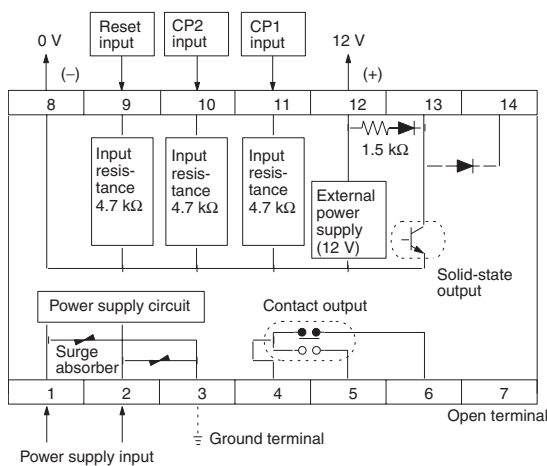 0 V
Reset
input
CP2
input
CP1
input
12 V
(−)
(+)
8 9 10 11 12 13 14
Input
resis-
tance
4.7 kΩ
Input
resis-
tance
4.7 kΩ
Input
resis-
tance
4.7 kΩ
1.5 kΩ
External
power
supply
(12 V)
Solid-state
output
Power supply circuit
Contact output
Surge
absorber
1 2 3 4 5 6 7
Open terminal
Ground terminal
Power supply input